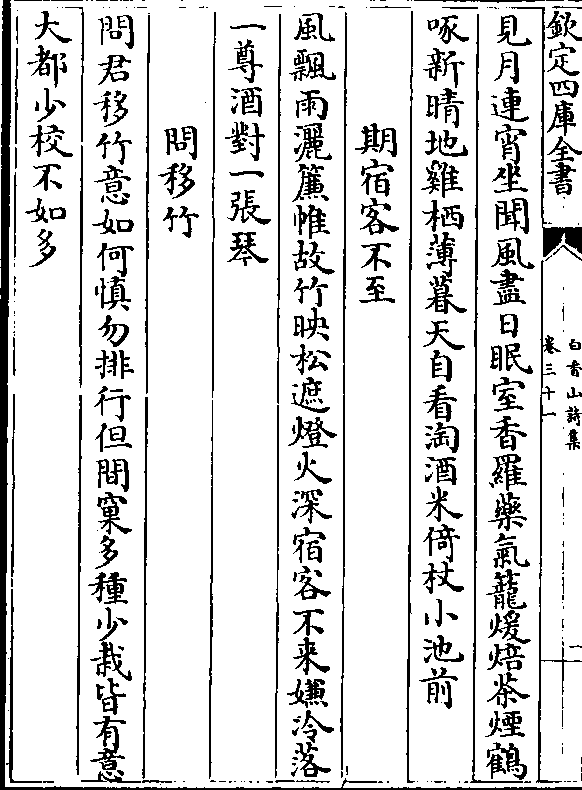 欽定四庫全書
白香山詩集
卷三十一
見月連宵坐聞風盡日眠室香羅藥氣籠煖焙茶煙鶴
啄新晴地雞栖薄暮天自看淘酒米倚杖小池前
期宿客不至
風飄雨灑簾帷故竹映松遮燈火深宿客不来嫌冷落
一尊酒對一張琴
問移竹
問君移竹意如何慎勿排行但間窠多種少栽皆有意
大都少校不如多